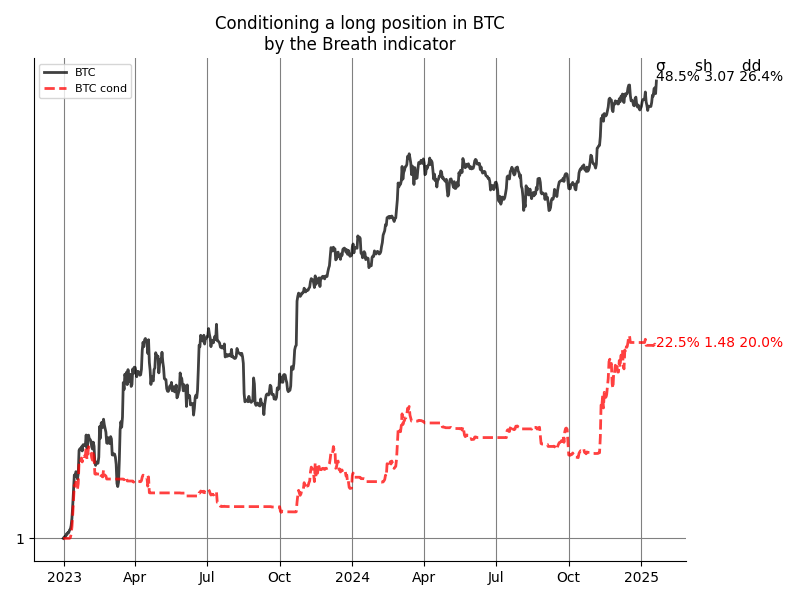 Conditioning a long position in BTC
by the Breath indicator
σ sh dd
48.5% 3.07 26.4%
BTC
BTC cond
22.5% 1.48 20.0%
1
2023 Apr Jul Oct 2024 Apr Jul Oct 2025